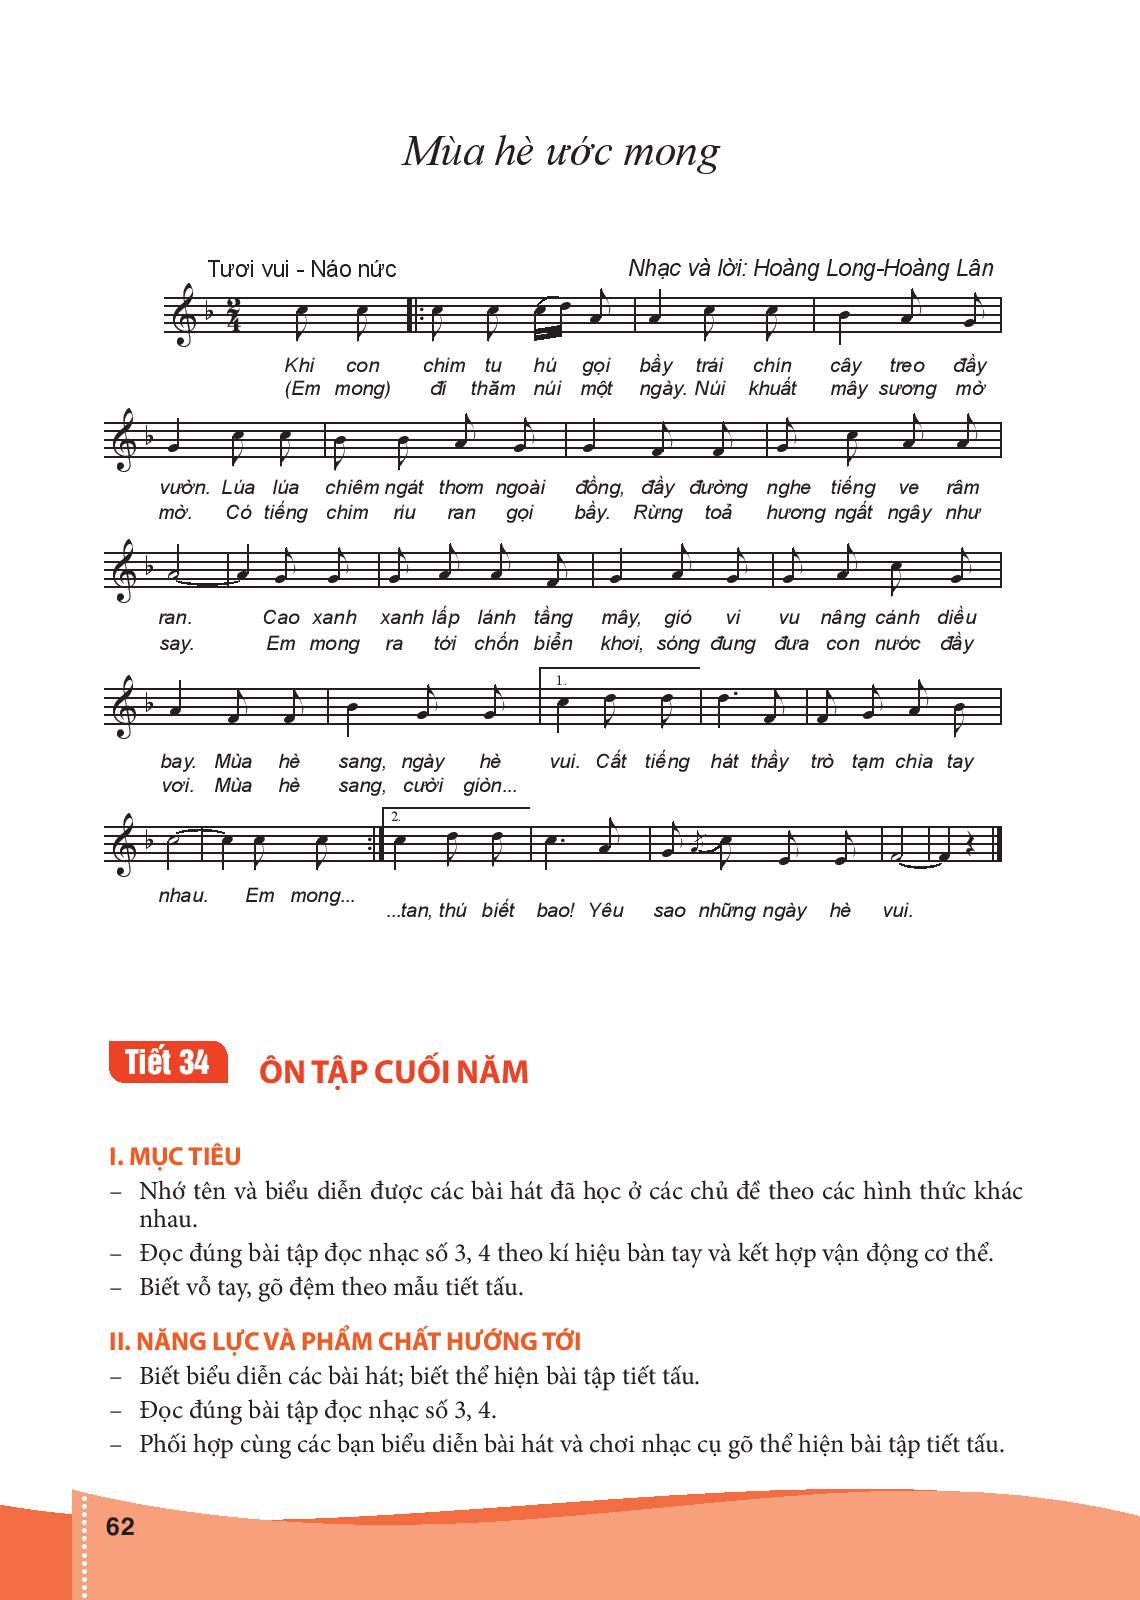 Mùa hè ước mong
Tươi vui - Náo nức
Nhạc và lời: Hoàng Long-Hoàng Lân
2
4
Khi con chim tu hú gọi bầy trái chín cây treo đầy
(Em mong) đi thăm núi một ngày. Núi khuất mây sương mờ
vườn. Lúa lúa chiêm ngát thơm ngoài đồng, đầy đường nghe tiếng ve râm
mờ. Có tiếng chim ríu ran gọi bầy. Rừng toả hương ngất ngây như
ran. Cao xanh xanh lấp lánh tầng mây, gió vi vu nâng cánh diều
say. Em mong ra tới chốn biển khơi, sóng đung đưa con nước đầy
1.
bay. Mùa hè sang, ngày hè vui. Cất tiếng hát thầy trò tạm chia tay
vơi. Mùa hè sang, cười giòn...
2.
nhau. Em mong...
...tan, thú biết bao! Yêu sao những ngày hè vui.
Tiết 34
ÔN TẬP CUỐI NĂM
I. MỤC TIÊU
– Nhớ tên và biểu diễn được các bài hát đã học ở các chủ đề theo các hình thức khác
nhau.
– Đọc đúng bài tập đọc nhạc số 3, 4 theo kí hiệu bàn tay và kết hợp vận động cơ thể.
– Biết vỗ tay, gõ đệm theo mẫu tiết tấu.
II. NĂNG LỰC VÀ PHẨM CHẤT HƯỚNG TỚI
– Biết biểu diễn các bài hát; biết thể hiện bài tập tiết tấu.
– Đọc đúng bài tập đọc nhạc số 3, 4.
– Phối hợp cùng các bạn biểu diễn bài hát và chơi nhạc cụ gõ thể hiện bài tập tiết tấu.
62